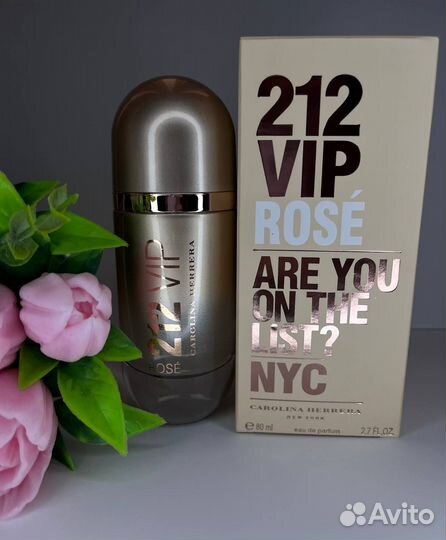 212 VIP
ROSÉ
CAROLINA HERRERA
212
VIP
ROSÉ
ARE YOU
ON THE
LIST?
NYC
CAROLINA HERRERA
NEW YORK
℮ 80 ml eau de parfum 2.7 FL.OZ.
Avito